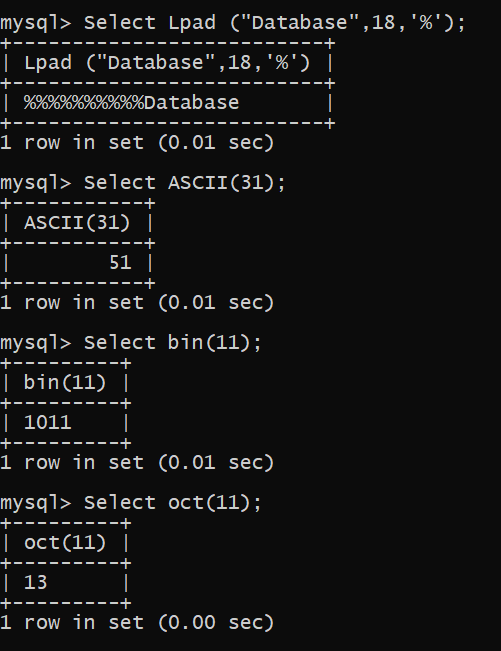 mysql> Select Lpad ("Database",18,'%');
+--------------------------+
| Lpad ("Database",18,'%') |
+--------------------------+
| %%%%%%%%%%Database       |
+--------------------------+
1 row in set (0.01 sec)
mysql> Select ASCII(31);
+-----------+
| ASCII(31) |
+-----------+
|        51 |
+-----------+
1 row in set (0.01 sec)
mysql> Select bin(11);
+---------+
| bin(11) |
+---------+
| 1011    |
+---------+
1 row in set (0.01 sec)
mysql> Select oct(11);
+---------+
| oct(11) |
+---------+
| 13      |
+---------+
1 row in set (0.00 sec)